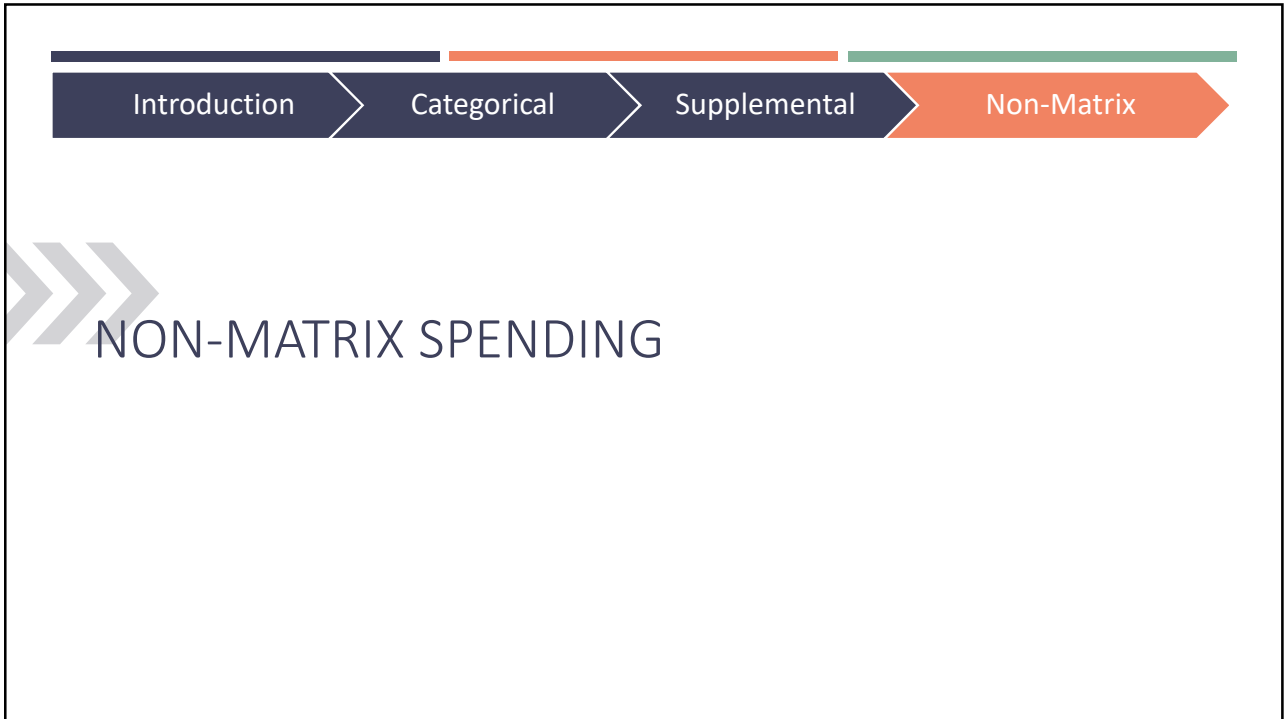 Introduction Categorical Supplemental Non-Matrix
NON-MATRIX SPENDING